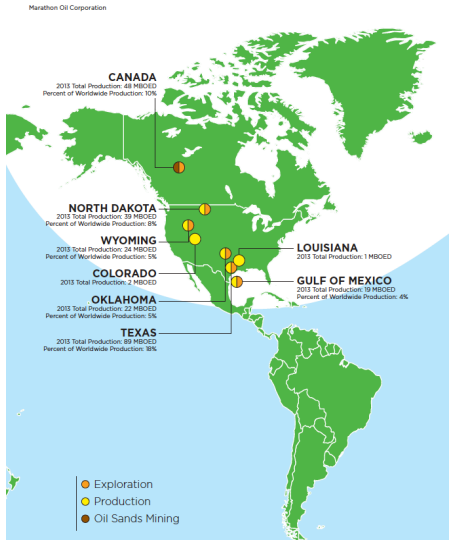 Marathon Oil Corporation
CANADA
2013 Total Production: 48 MBOED
Percent of Worldwide Production: 10%
NORTH DAKOTA
2013 Total Production: 39 MBOED
Percent of Worldwide Production: 8%
WYOMING
2013 Total Production: 24 MBOED
Percent of Worldwide Production: 5%
COLORADO
2013 Total Production: 2 MBOED
OKLAHOMA
2013 Total Production: 22 MBOED
Percent of Worldwide Production: 5%
TEXAS
2013 Total Production: 89 MBOED
Percent of Worldwide Production: 18%
LOUISIANA
2013 Total Production: 1 MBOED
GULF OF MEXICO
2013 Total Production: 19 MBOED
Percent of Worldwide Production: 4%
Exploration
Production
Oil Sands Mining